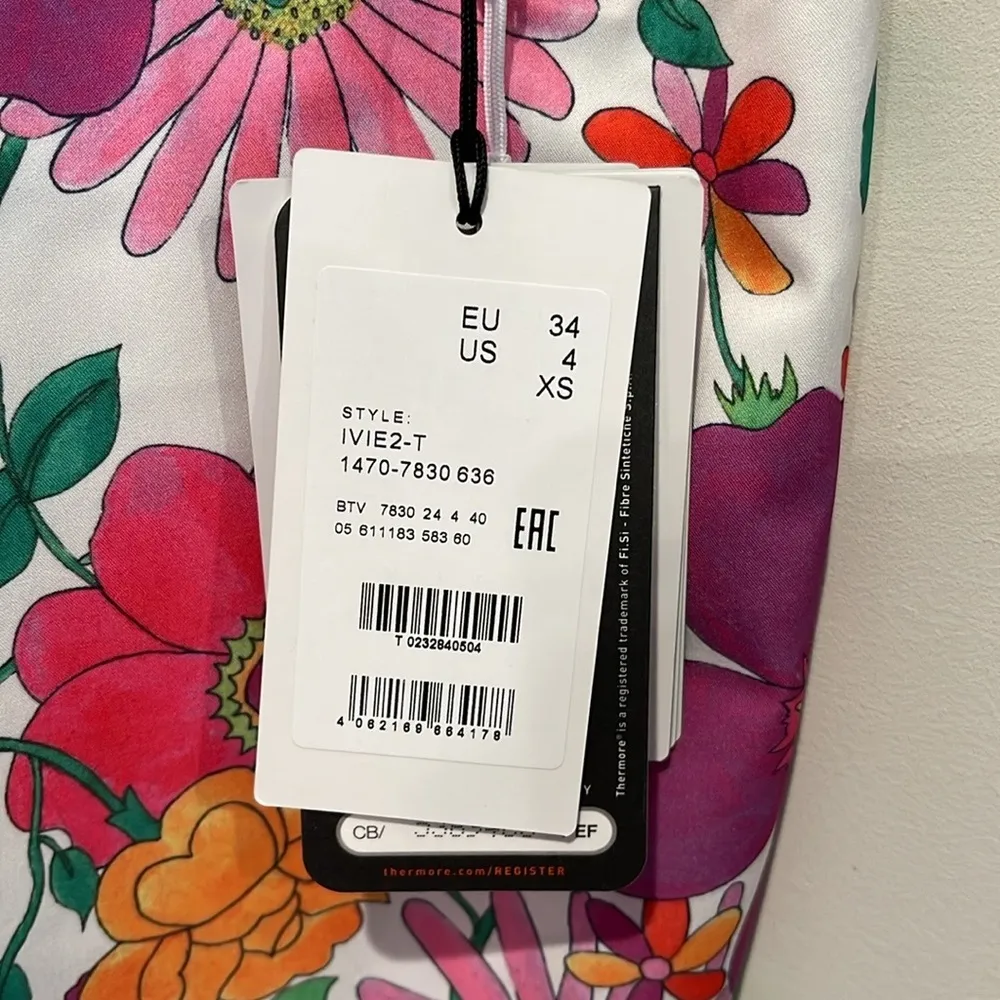 EU 34
US 4
XS
STYLE:
IVIE2-T
1470-7830 636
BTV 7830 24 4 40
05 611183 583 60
EAC
T 0232840504
4 062169 664178
Thermore® is a registered trademark of Fi.Si - Fibre Sintetiche S.p.
Y
CB/ EF
thermore.com/REGISTER